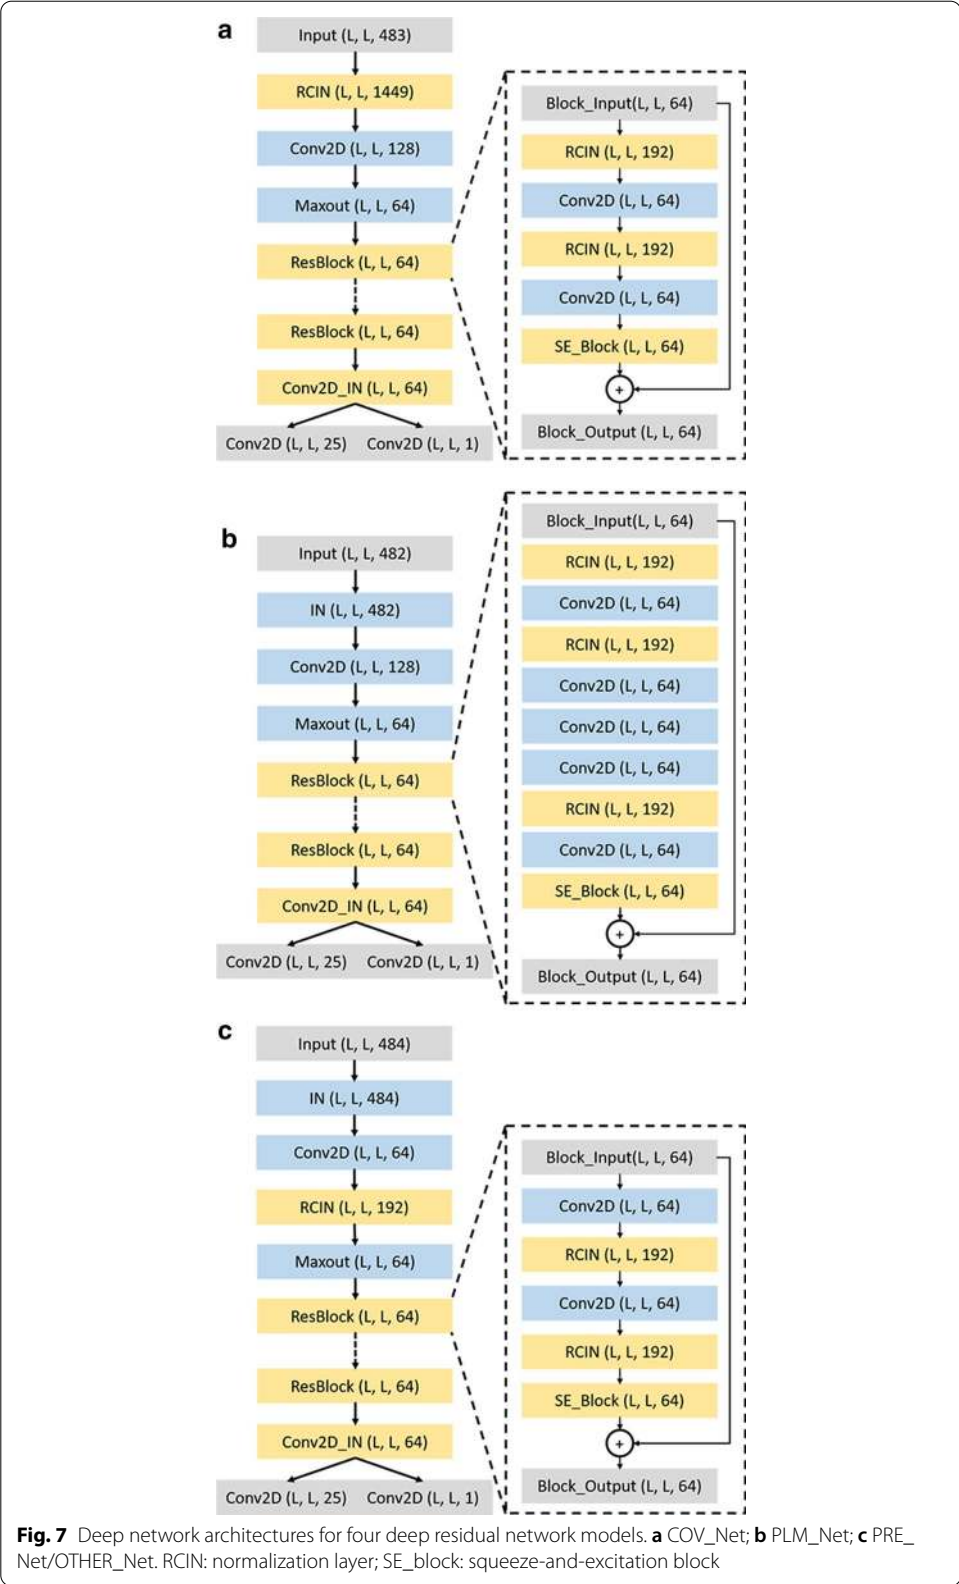 a
Input (L, L, 483)
RCIN (L, L, 1449)
Conv2D (L, L, 128)
Maxout (L, L, 64)
ResBlock (L, L, 64)
ResBlock (L, L, 64)
Conv2D_IN (L, L, 64)
Conv2D (L, L, 25) Conv2D (L, L, 1)
Block_Input(L, L, 64)
RCIN (L, L, 192)
Conv2D (L, L, 64)
RCIN (L, L, 192)
Conv2D (L, L, 64)
SE_Block (L, L, 64)
+
Block_Output (L, L, 64)
b
Input (L, L, 482)
IN (L, L, 482)
Conv2D (L, L, 128)
Maxout (L, L, 64)
ResBlock (L, L, 64)
ResBlock (L, L, 64)
Conv2D_IN (L, L, 64)
Conv2D (L, L, 25) Conv2D (L, L, 1)
Block_Input(L, L, 64)
RCIN (L, L, 192)
Conv2D (L, L, 64)
RCIN (L, L, 192)
Conv2D (L, L, 64)
Conv2D (L, L, 64)
Conv2D (L, L, 64)
RCIN (L, L, 192)
Conv2D (L, L, 64)
SE_Block (L, L, 64)
+
Block_Output (L, L, 64)
c
Input (L, L, 484)
IN (L, L, 484)
Conv2D (L, L, 64)
RCIN (L, L, 192)
Maxout (L, L, 64)
ResBlock (L, L, 64)
ResBlock (L, L, 64)
Conv2D_IN (L, L, 64)
Conv2D (L, L, 25) Conv2D (L, L, 1)
Block_Input(L, L, 64)
Conv2D (L, L, 64)
RCIN (L, L, 192)
Conv2D (L, L, 64)
RCIN (L, L, 192)
SE_Block (L, L, 64)
+
Block_Output (L, L, 64)
Fig. 7 Deep network architectures for four deep residual network models. a COV_Net; b PLM_Net; c PRE_
Net/OTHER_Net. RCIN: normalization layer; SE_block: squeeze-and-excitation block